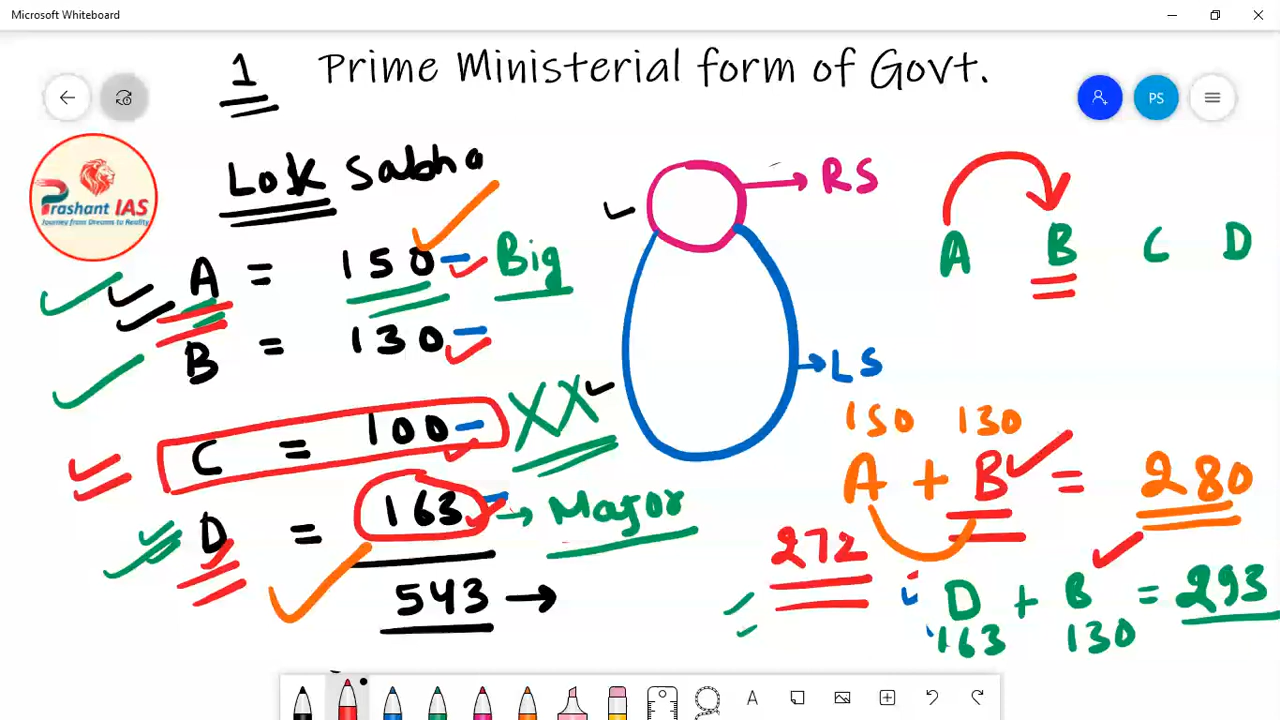 Microsoft Whiteboard
1 Prime Ministerial form of Govt.
PS
Prashant IAS
Journey from Dreams to Reality
Lok Sabha
A = 150 Big
B = 130
C = 100 XX
D = 163 → Major
543 →
RS
LS
A B C D
150 130
A + B = 280
272
D + B = 293
163 130
A